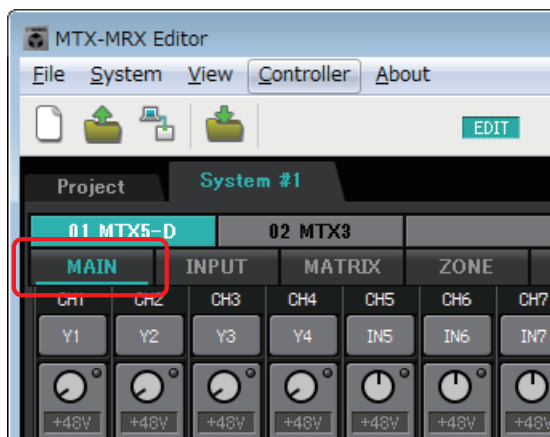 MTX-MRX Editor
File System View Controller About
EDIT
Project System #1
01 MTX5-D 02 MTX3
MAIN INPUT MATRIX ZONE
CH1 CH2 CH3 CH4 CH5 CH6 CH7
Y1 Y2 Y3 Y4 IN5 IN6 IN7
+48V +48V +48V +48V +48V +48V +48V